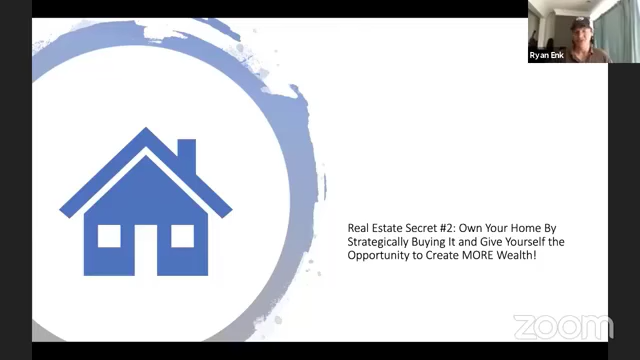 Ryan Enk
Real Estate Secret #2: Own Your Home By
Strategically Buying It and Give Yourself the
Opportunity to Create MORE Wealth!
zoom